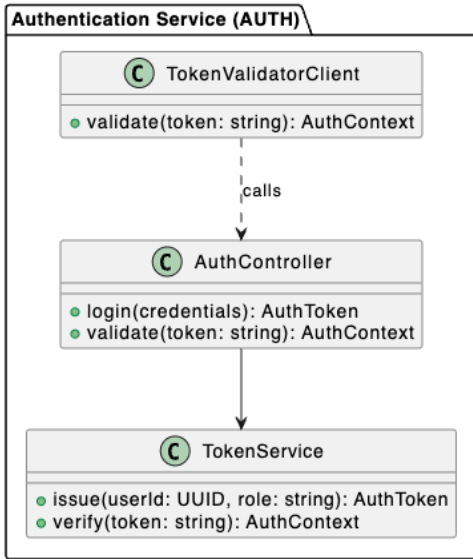 Authentication Service (AUTH)
C TokenValidatorClient
validate(token: string): AuthContext
calls
C AuthController
login(credentials): AuthToken
validate(token: string): AuthContext
C TokenService
issue(userId: UUID, role: string): AuthToken
verify(token: string): AuthContext